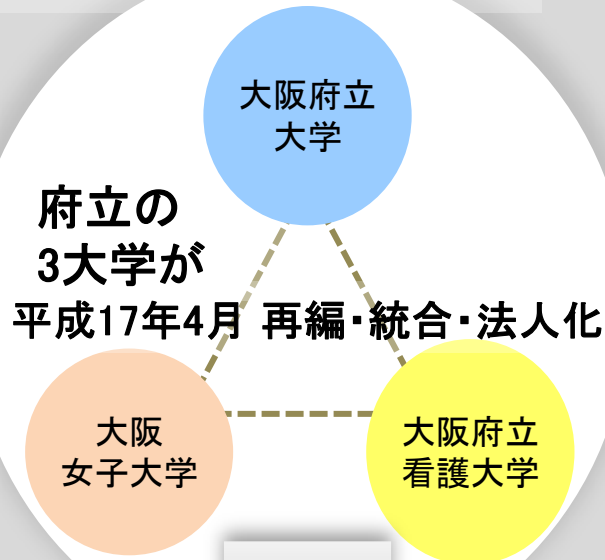 大阪府立
大学
府立の
3大学が
平成17年4月 再編・統合・法人化
大阪
女子大学
大阪府立
看護大学